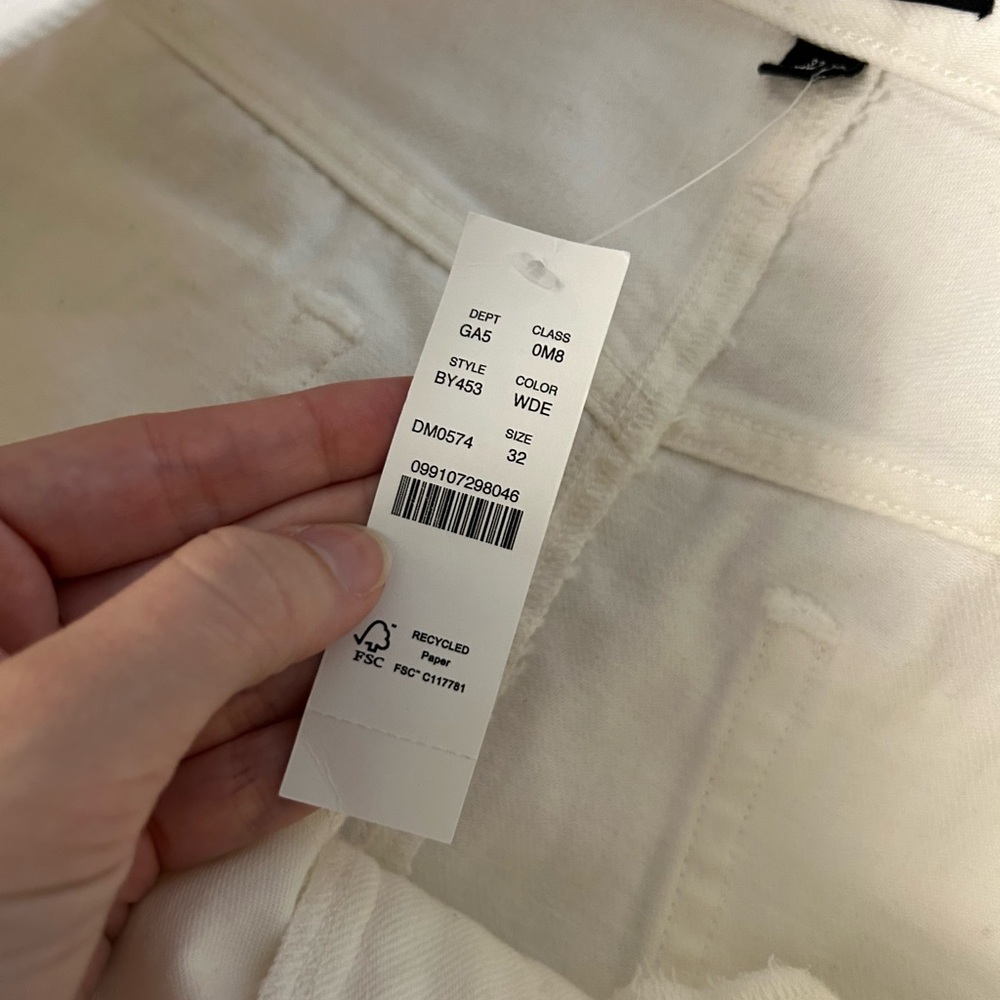 DEPT CLASS
GA5 0M8
STYLE COLOR
BY453 WDE
DM0574 SIZE
32
099107298046
RECYCLED
Paper
FSC FSC™ C117781